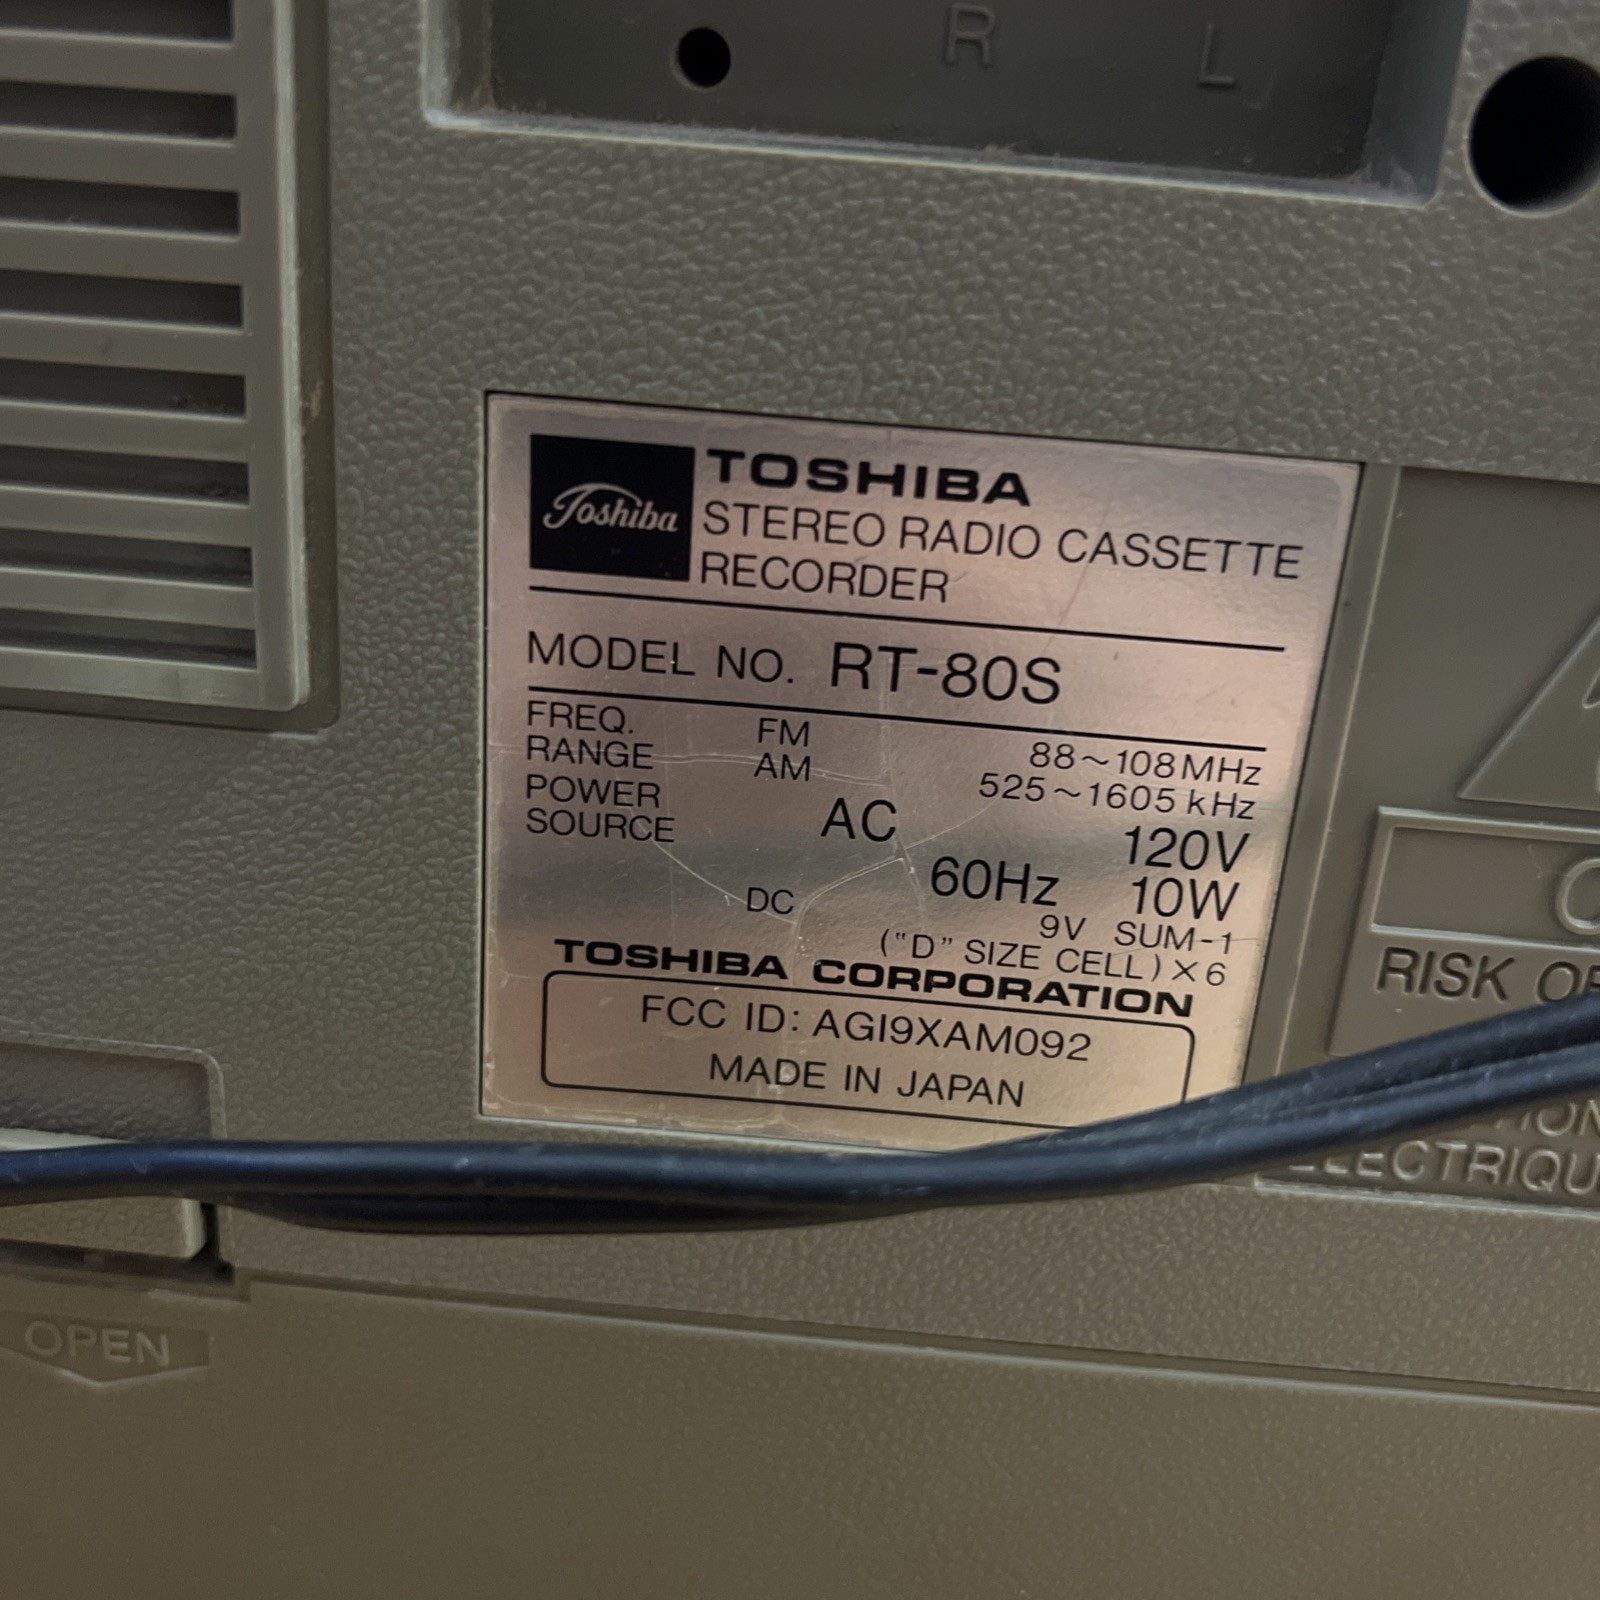 R L
Toshiba
TOSHIBA
STEREO RADIO CASSETTE
RECORDER
MODEL NO. RT-80S
FREQ. FM 88~108MHz
RANGE AM 525~1605 kHz
POWER
SOURCE AC 120V
60Hz 10W
DC 9V SUM-1
("D" SIZE CELL)×6
TOSHIBA CORPORATION
FCC ID: AGI9XAM092
MADE IN JAPAN
RISK
OPEN